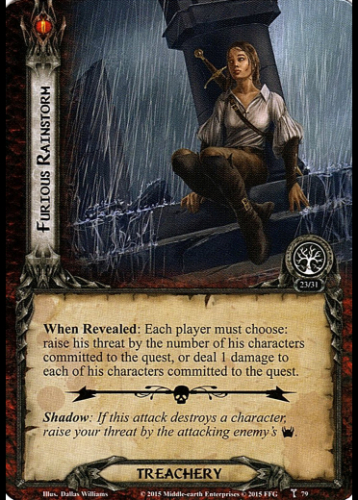 FURIOUS RAINSTORM
23/31
When Revealed: Each player must choose:
raise his threat by the number of his characters
committed to the quest, or deal 1 damage to
each of his characters committed to the quest.
Shadow: If this attack destroys a character,
raise your threat by the attacking enemy's .
TREACHERY
Illus. Dallas Williams © 2015 Middle-earth Enterprises © 2015 FFG 79